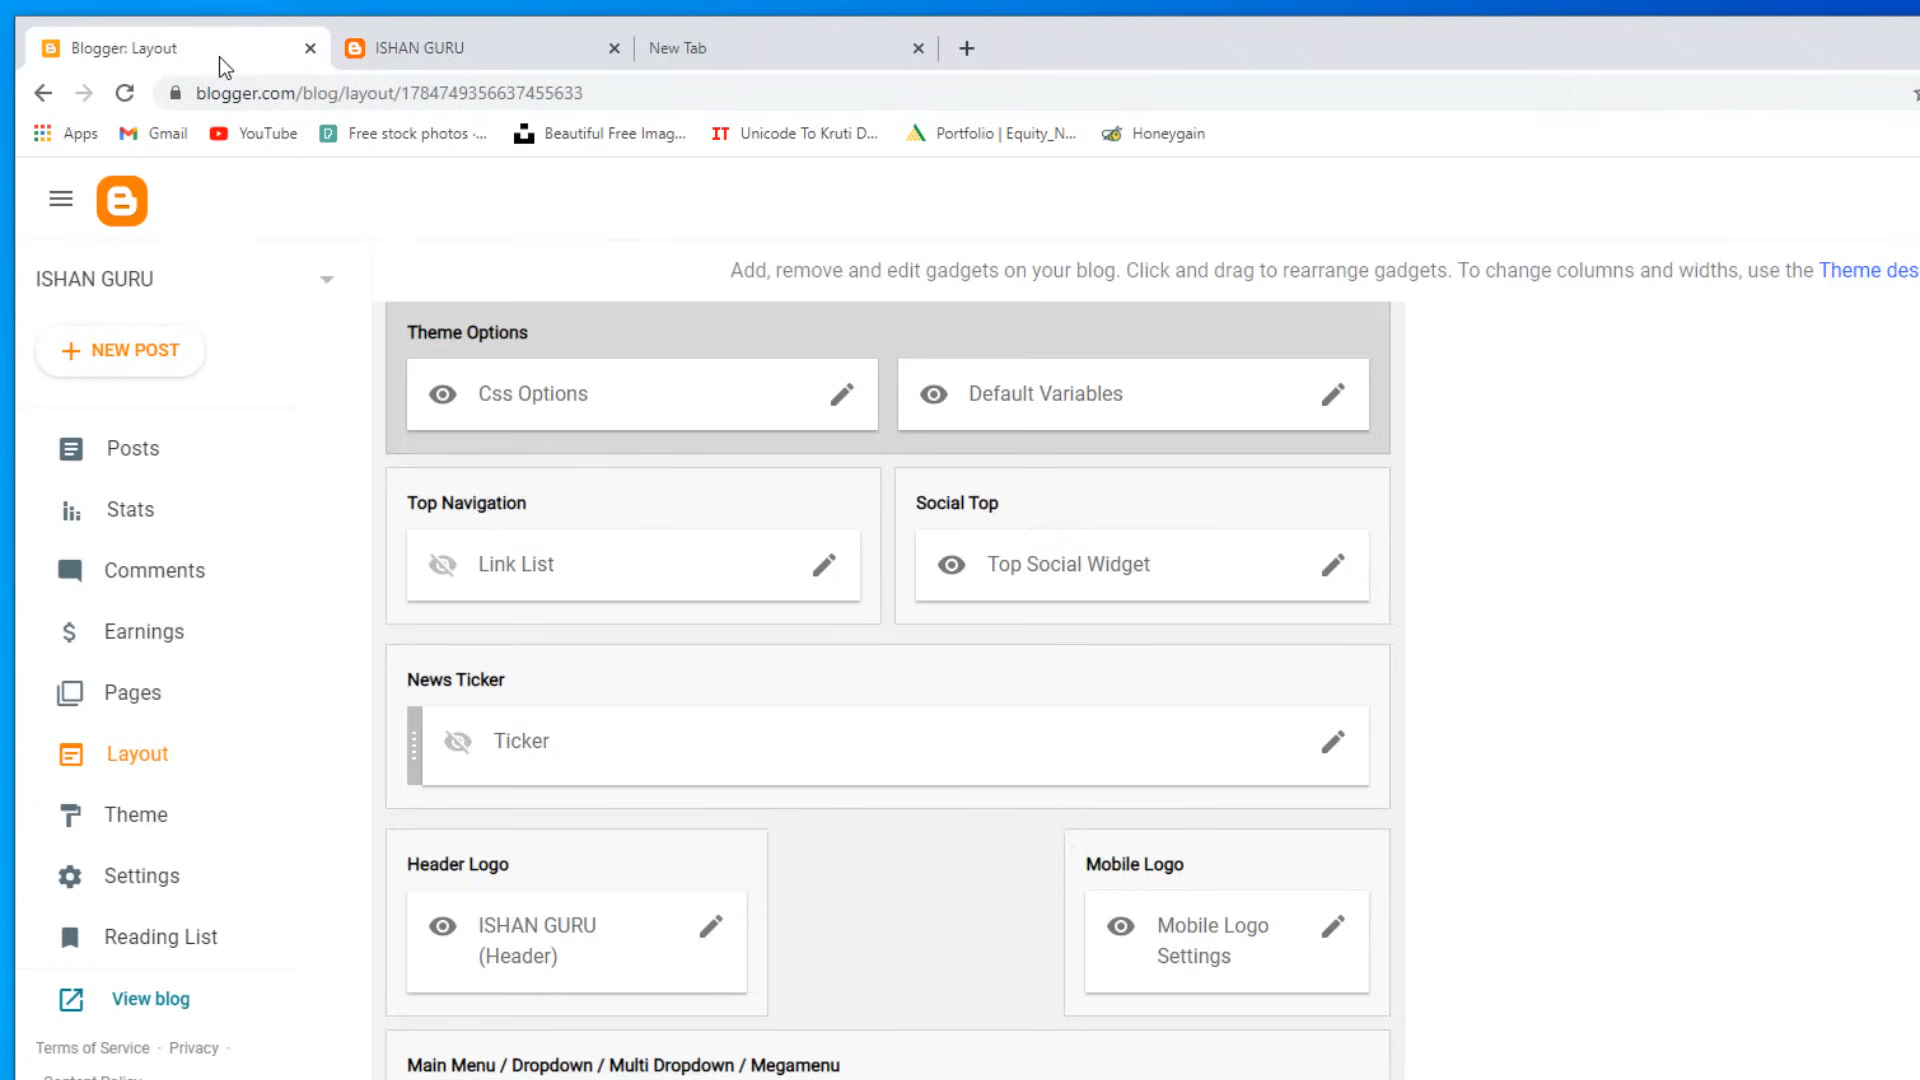 Blogger: Layout
ISHAN GURU
New Tab
blogger.com/blog/layout/1784749356637455633
Apps
Gmail
YouTube
Free stock photos ·...
Beautiful Free Imag...
IT Unicode To Kruti D...
Portfolio | Equity_N...
Honeygain
ISHAN GURU
Add, remove and edit gadgets on your blog. Click and drag to rearrange gadgets. To change columns and widths, use the Theme des
+ NEW POST
Posts
Stats
Comments
Earnings
Pages
Layout
Theme
Settings
Reading List
View blog
Terms of Service · Privacy ·
Content Policy
Theme Options
Css Options
Default Variables
Top Navigation
Link List
Social Top
Top Social Widget
News Ticker
Ticker
Header Logo
ISHAN GURU
(Header)
Mobile Logo
Mobile Logo
Settings
Main Menu / Dropdown / Multi Dropdown / Megamenu